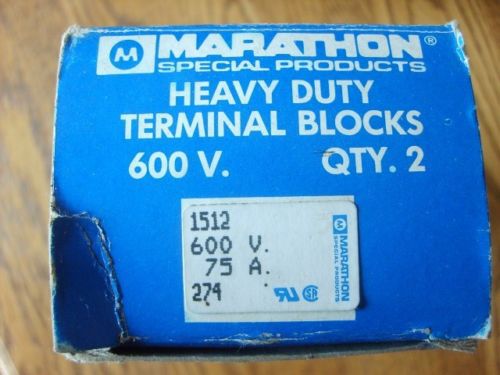 M MARATHON®
SPECIAL PRODUCTS
HEAVY DUTY
TERMINAL BLOCKS
600 V. QTY. 2
1512
600 V.
75 A.
274
M MARATHON
SPECIAL PRODUCTS